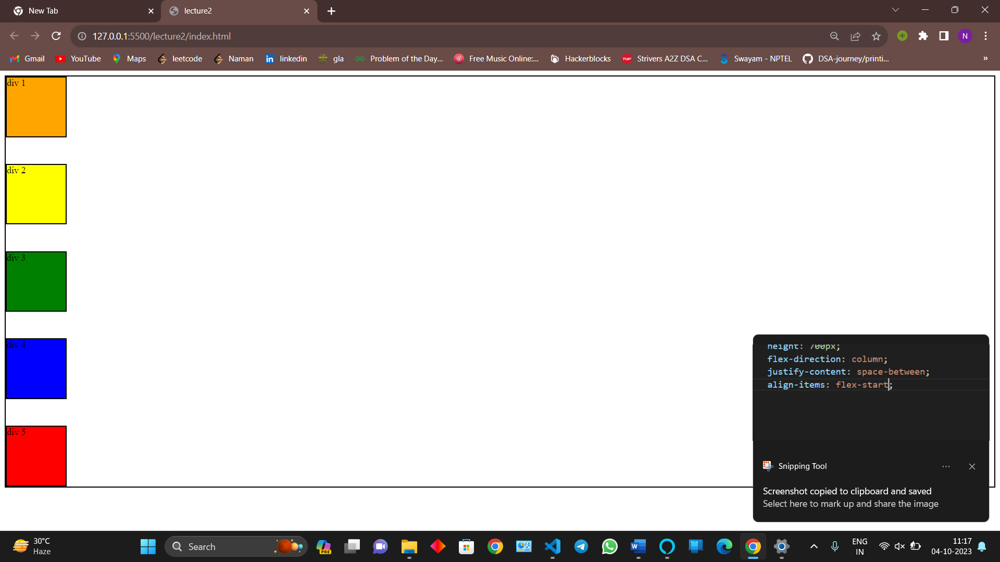 New Tab
lecture2
127.0.0.1:5500/lecture2/index.html
N
Gmail
YouTube
Maps
leetcode
Naman
linkedin
gla
Problem of the Day...
Free Music Online:...
Hackerblocks
Strivers A2Z DSA C...
Swayam - NPTEL
DSA-journey/printi...
»
div 1
div 2
div 3
div 4
div 5
height: 700px;
flex-direction: column;
justify-content: space-between;
align-items: flex-start;
Snipping Tool
Screenshot copied to clipboard and saved
Select here to mark up and share the image
30°C
Haze
Search
PRE
ENG
IN
11:17
04-10-2023